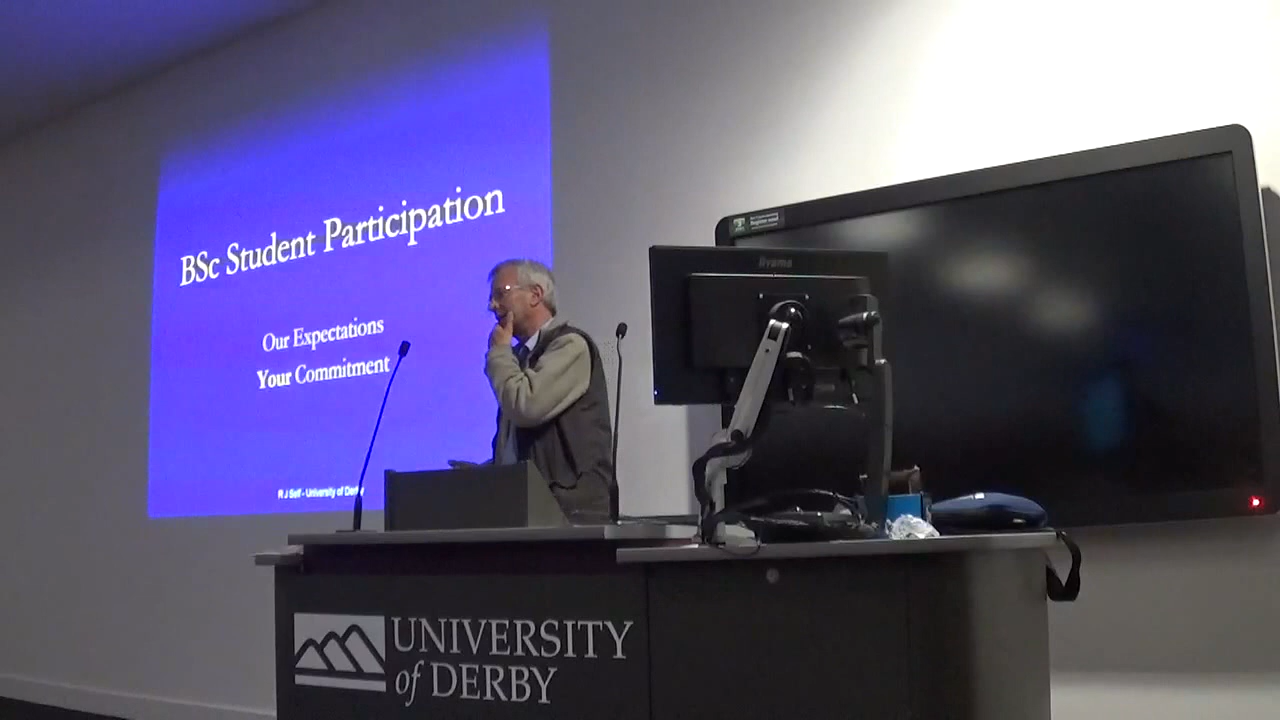 BSc Student Participation
Our Expectations
Your Commitment
R J Self - University of Derby
iiyama
UNIVERSITY
of DERBY